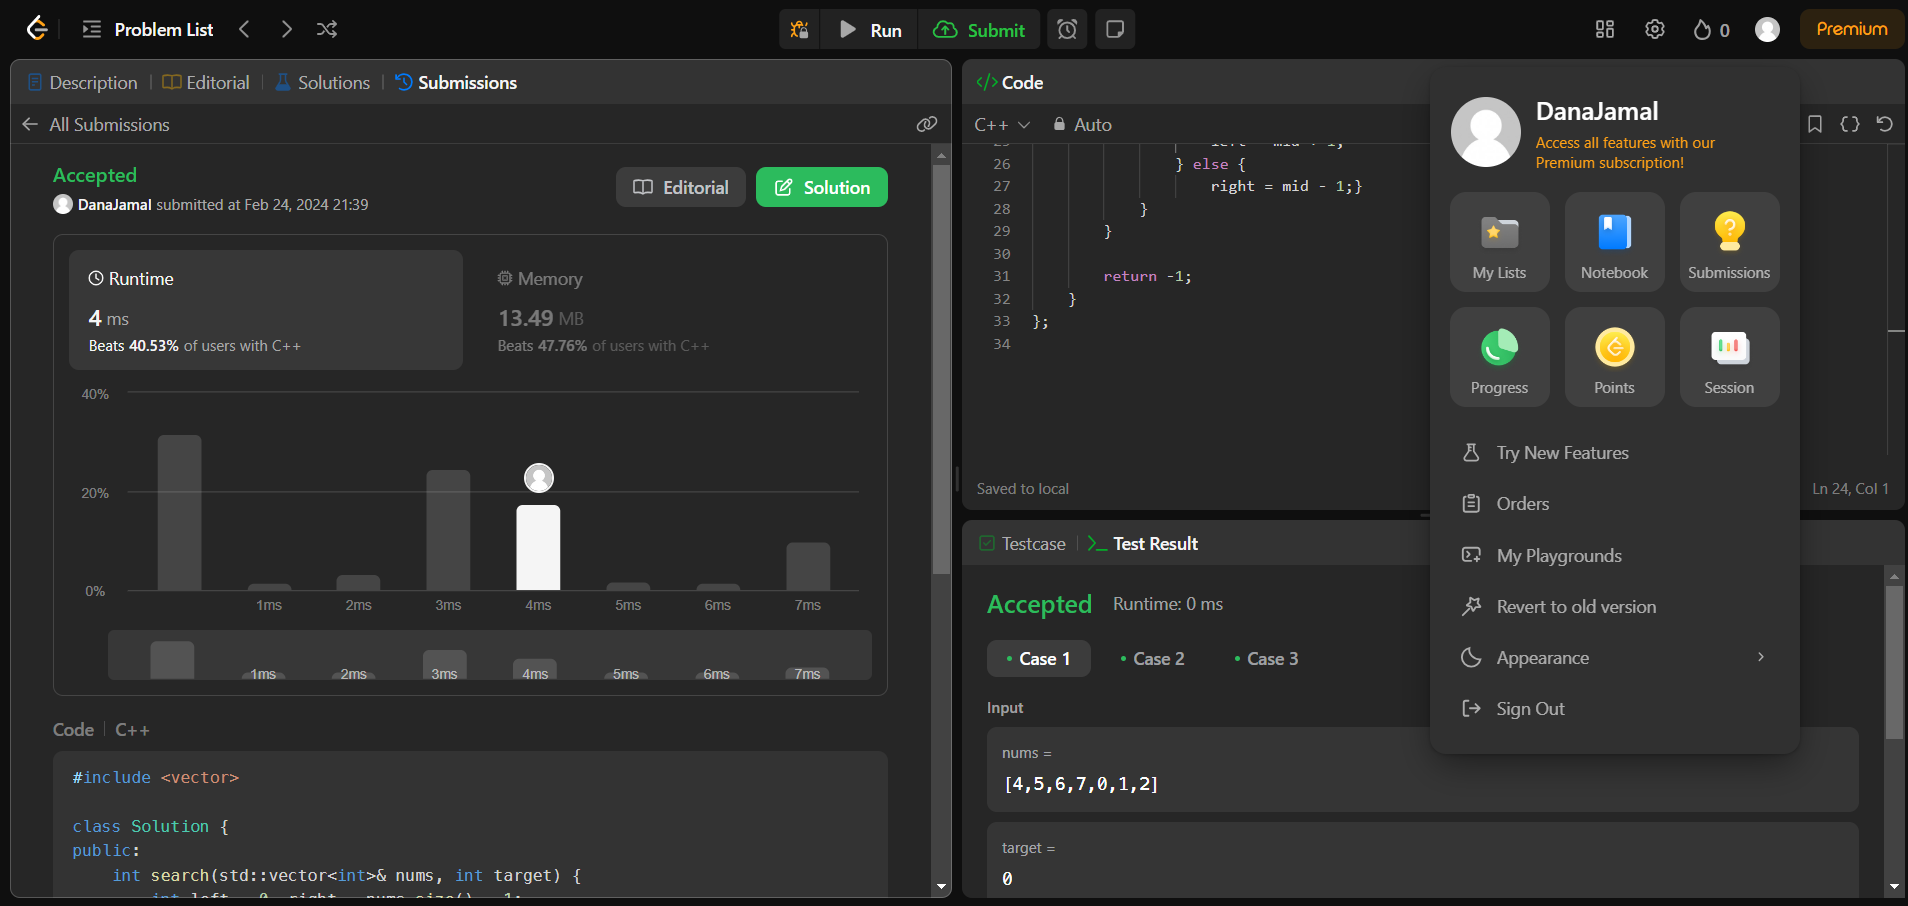 Problem List
Run
Submit
0
Premium
Description
Editorial
Solutions
Submissions
All Submissions
Accepted
DanaJamal submitted at Feb 24, 2024 21:39
Editorial
Solution
Runtime
4 ms
Beats 40.53% of users with C++
Memory
13.49 MB
Beats 47.76% of users with C++
40%
20%
0%
1ms 2ms 3ms 4ms 5ms 6ms 7ms
1ms 2ms 3ms 4ms 5ms 6ms 7ms
Code C++
#include <vector>
class Solution {
public:
int search(std::vector<int>& nums, int target) {
</> Code
C++ Auto
26 } else {
27 right = mid - 1;}
28 }
29 }
30
31 return -1;
32 }
33 };
34
Saved to local
Ln 24, Col 1
Testcase
Test Result
Accepted Runtime: 0 ms
Case 1
Case 2
Case 3
Input
nums =
[4,5,6,7,0,1,2]
target =
0
DanaJamal
Access all features with our
Premium subscription!
My Lists
Notebook
Submissions
Progress
Points
Session
Try New Features
Orders
My Playgrounds
Revert to old version
Appearance
Sign Out